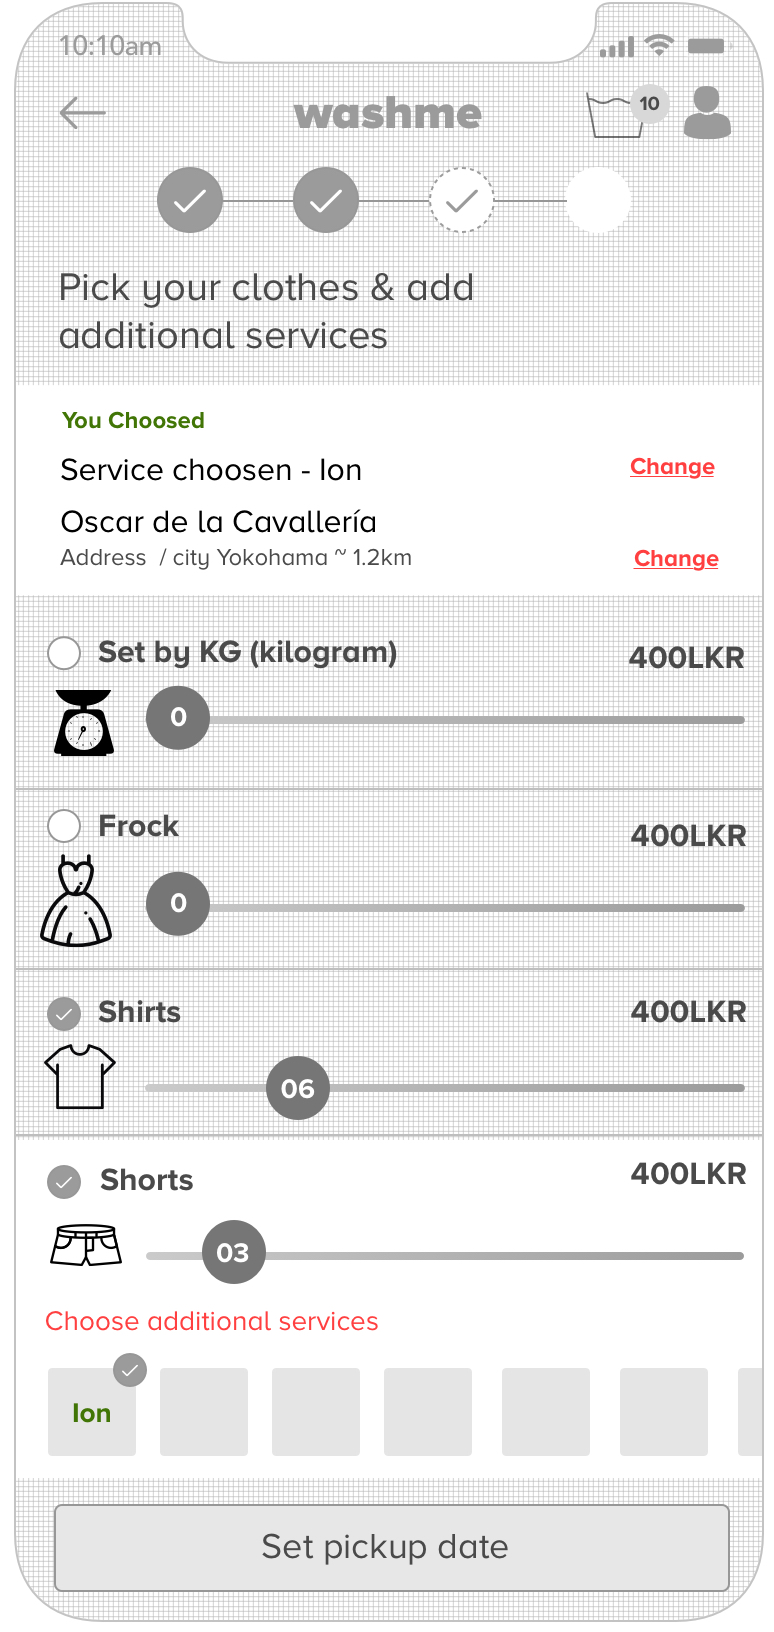 10:10am
washme
10
Pick your clothes & add
additional services
You Choosed
Service choosen - Ion
Change
Oscar de la Cavallería
Address / city Yokohama ~ 1.2km
Change
Set by KG (kilogram)
400LKR
0
Frock
400LKR
0
Shirts
400LKR
06
Shorts
400LKR
03
Choose additional services
Ion
Set pickup date